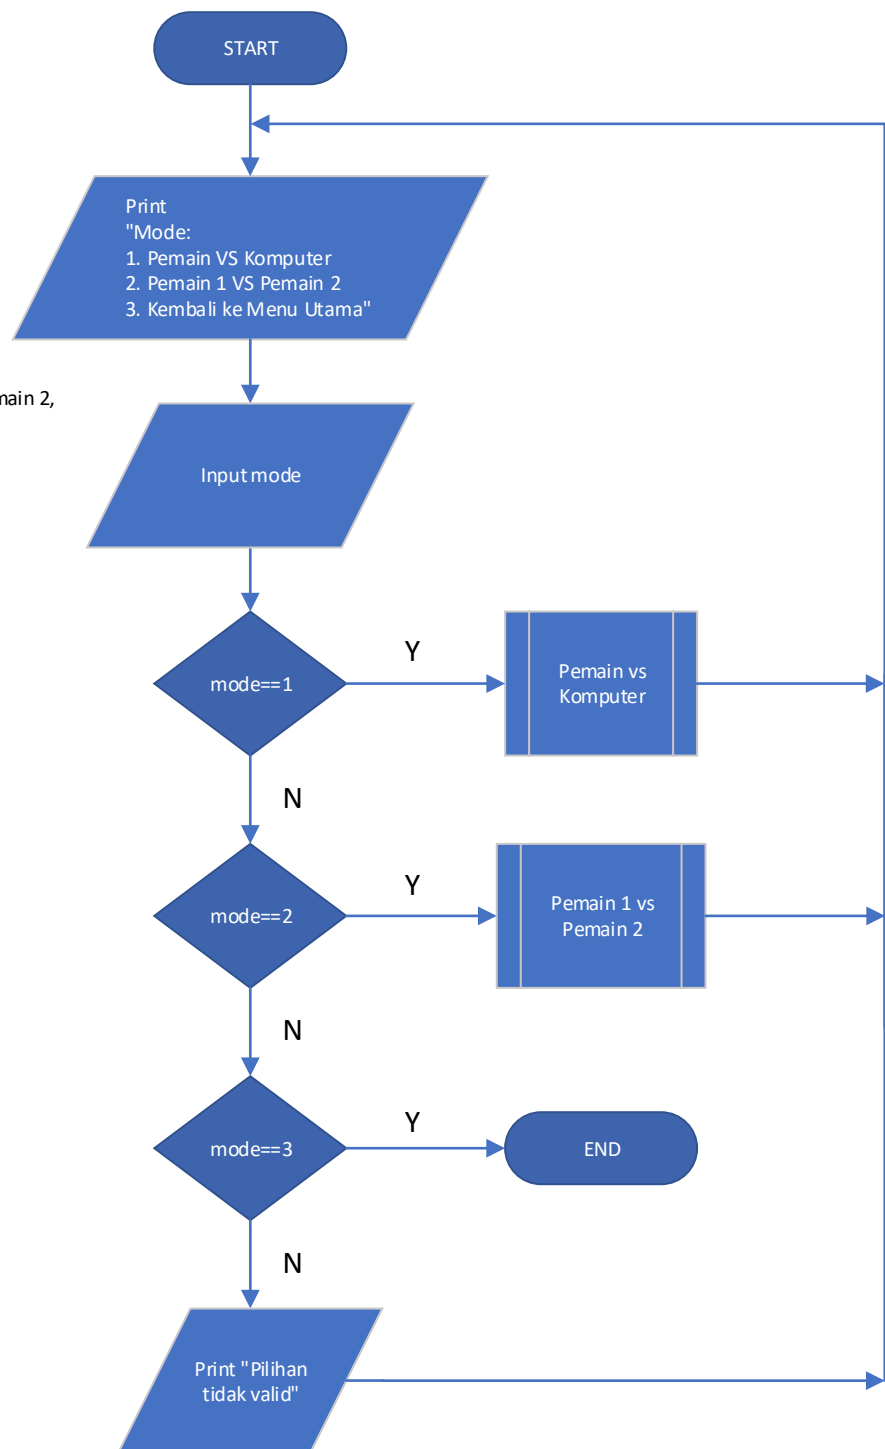 START
Print
"Mode:
1. Pemain VS Komputer
2. Pemain 1 VS Pemain 2
3. Kembali ke Menu Utama"
2,
Input mode
mode==1
Y
Pemain vs
Komputer
N
mode==2
Y
Pemain 1 vs
Pemain 2
N
mode==3
Y
END
N
Print "Pilihan
tidak valid"